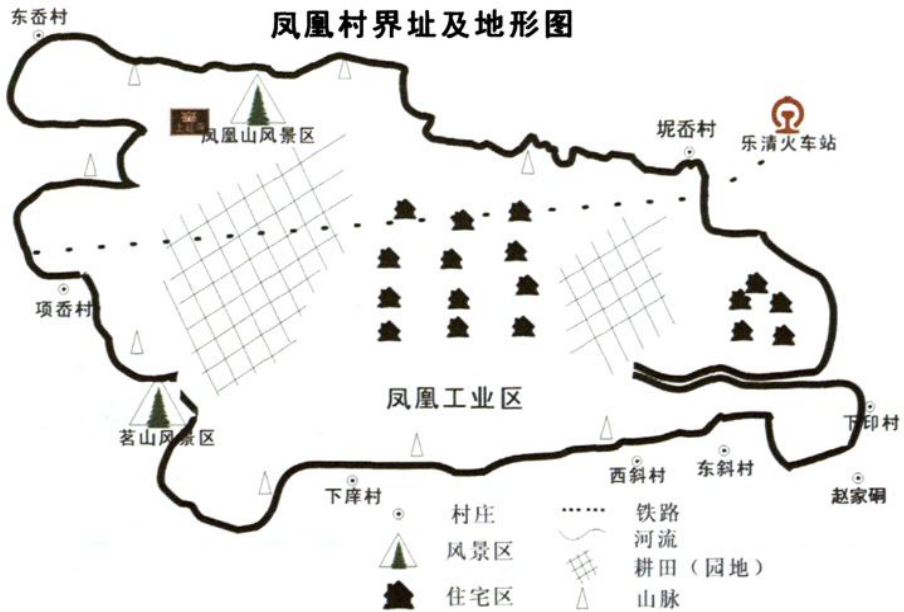 凤凰村界址及地形图
东岙村
凤凰山风景区
坭岙村
乐清火车站
项岙村
凤凰工业区
茗山风景区
下印村
西斜村
东斜村
下庠村
赵家硐
村庄
铁路
河流
风景区
耕田（园地）
住宅区
山脉